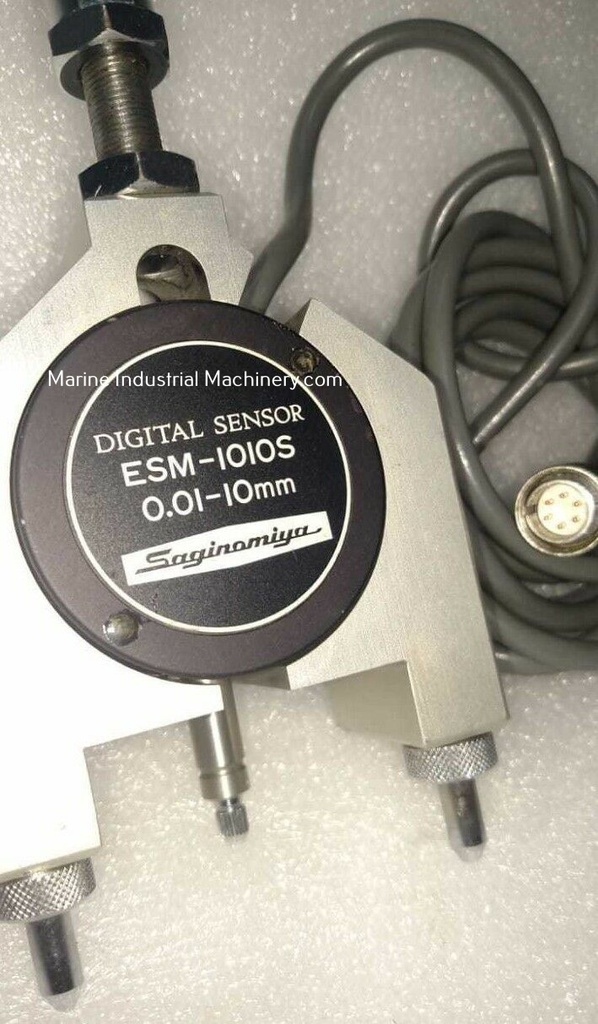 Marine Industrial Machinery.com
DIGITAL SENSOR
ESM-1010S
0.01-10mm
Saginomiya